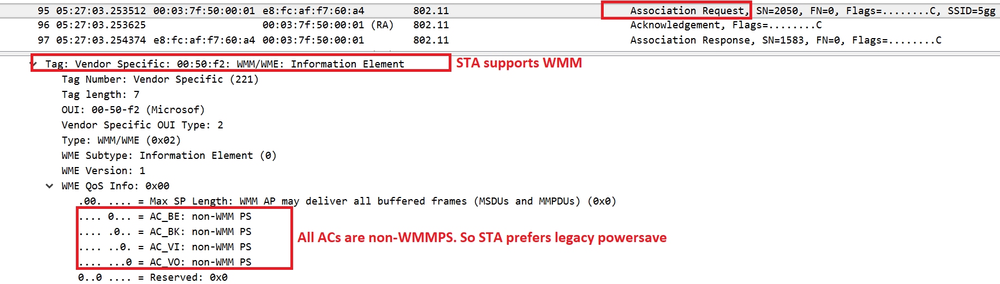 95 05:27:03.253512 00:03:7f:50:00:01 e8:fc:af:f7:60:a4 802.11 Association Request, SN=2050, FN=0, Flags=........C, SSID=5gg
96 05:27:03.253625 00:03:7f:50:00:01 (RA) 802.11 Acknowledgement, Flags=........C
97 05:27:03.254374 e8:fc:af:f7:60:a4 00:03:7f:50:00:01 802.11 Association Response, SN=1583, FN=0, Flags=........C
Tag: Vendor Specific: 00:50:f2: WMM/WME: Information Element STA supports WMM
Tag Number: Vendor Specific (221)
Tag length: 7
OUI: 00-50-f2 (Microsof)
Vendor Specific OUI Type: 2
Type: WMM/WME (0x02)
WME Subtype: Information Element (0)
WME Version: 1
WME QoS Info: 0x00
.00. .... = Max SP Length: WMM AP may deliver all buffered frames (MSDUs and MMPDUs) (0x0)
.... 0... = AC_BE: non-WMM PS
.... .0.. = AC_BK: non-WMM PS
All ACs are non-WMMPS. So STA prefers legacy powersave
.... ..0. = AC_VI: non-WMM PS
.... ...0 = AC_VO: non-WMM PS
0..0 .... = Reserved: 0x0